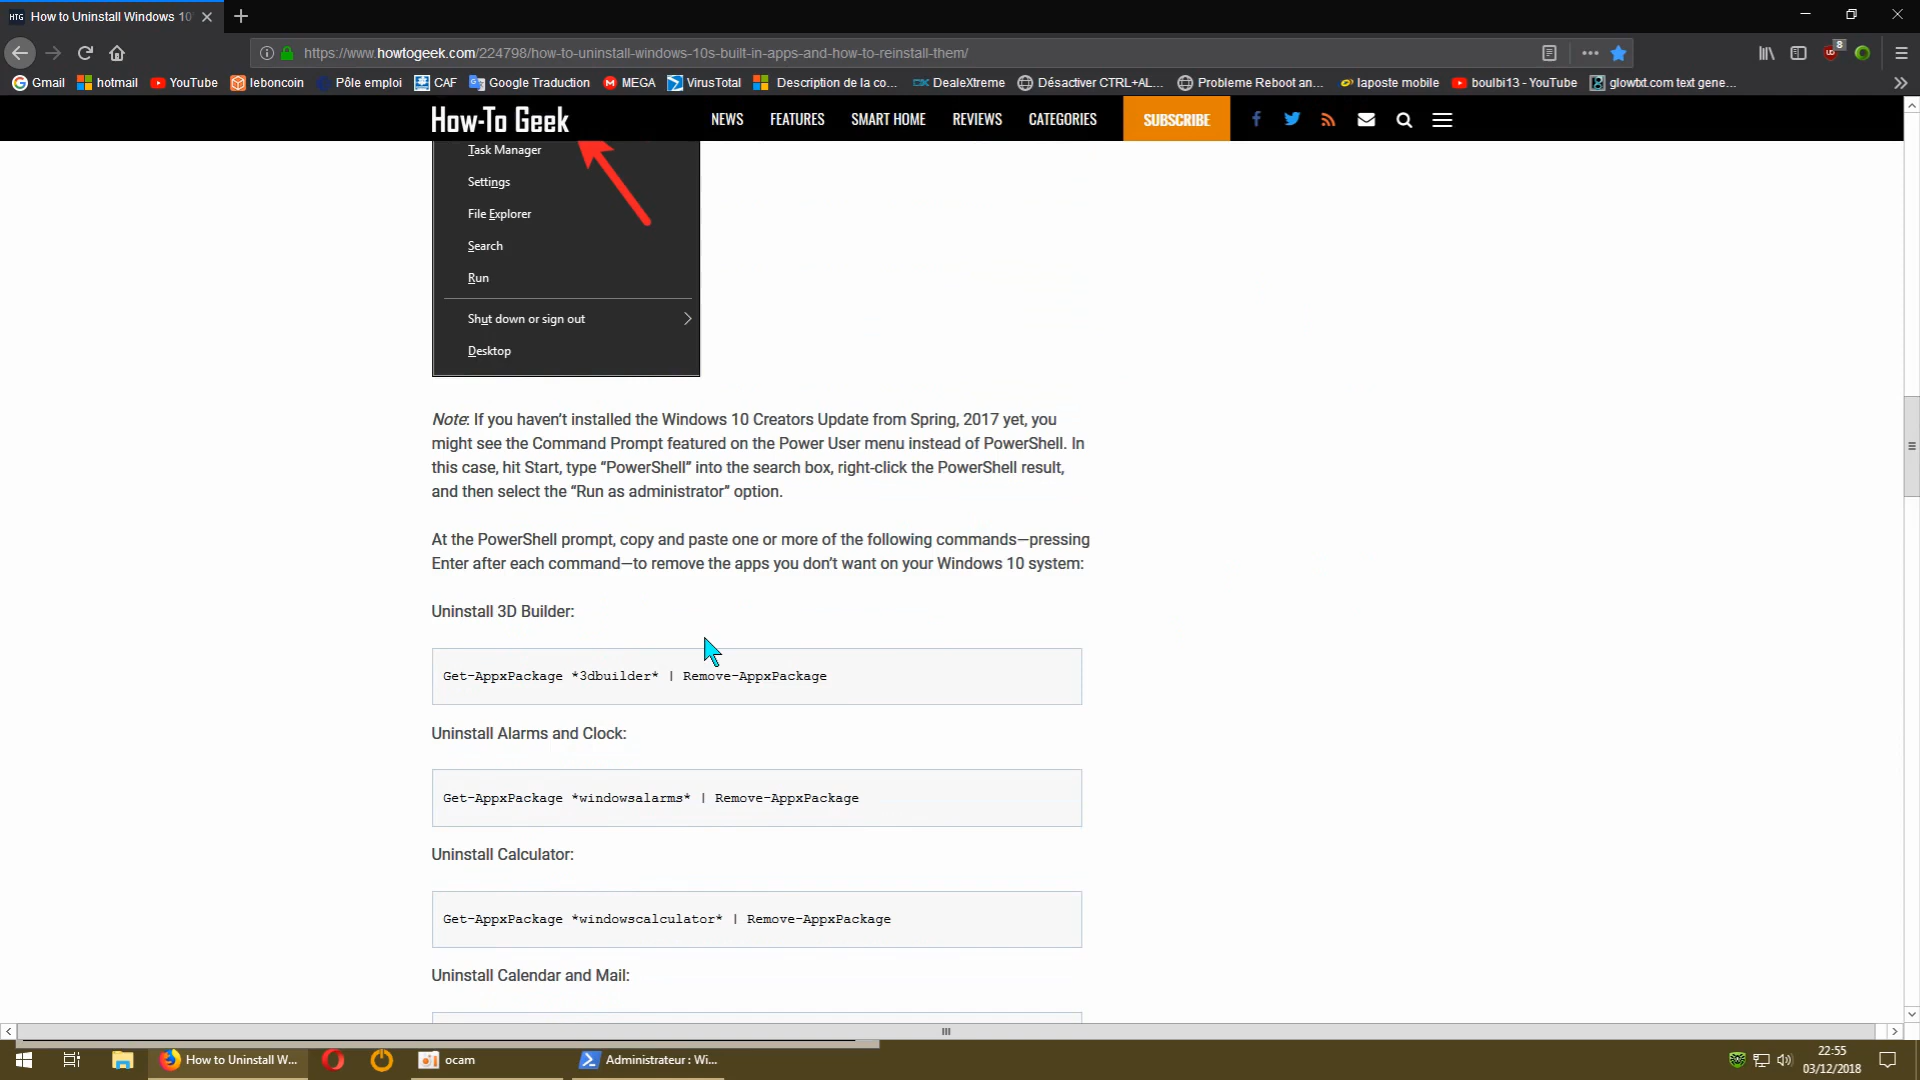 HTG How to Uninstall Windows 10
https://www.howtogeek.com/224798/how-to-uninstall-windows-10s-built-in-apps-and-how-to-reinstall-them/
8
Gmail hotmail YouTube leboncoin Pôle emploi CAF Google Traduction MEGA VirusTotal Description de la co... DealeXtreme Désactiver CTRL+AL... Probleme Reboot an... laposte mobile boulbi13 - YouTube glowtxt.com text gene...
How-To Geek NEWS FEATURES SMART HOME REVIEWS CATEGORIES SUBSCRIBE
Task Manager
Settings
File Explorer
Search
Run
Shut down or sign out
Desktop
Note: If you haven’t installed the Windows 10 Creators Update from Spring, 2017 yet, you
might see the Command Prompt featured on the Power User menu instead of PowerShell. In
this case, hit Start, type “PowerShell” into the search box, right-click the PowerShell result,
and then select the “Run as administrator” option.
At the PowerShell prompt, copy and paste one or more of the following commands—pressing
Enter after each command—to remove the apps you don’t want on your Windows 10 system:
Uninstall 3D Builder:
Get-AppxPackage *3dbuilder* | Remove-AppxPackage
Uninstall Alarms and Clock:
Get-AppxPackage *windowsalarms* | Remove-AppxPackage
Uninstall Calculator:
Get-AppxPackage *windowscalculator* | Remove-AppxPackage
Uninstall Calendar and Mail:
How to Uninstall W... ocam Administrateur : Wi...
22:55
03/12/2018